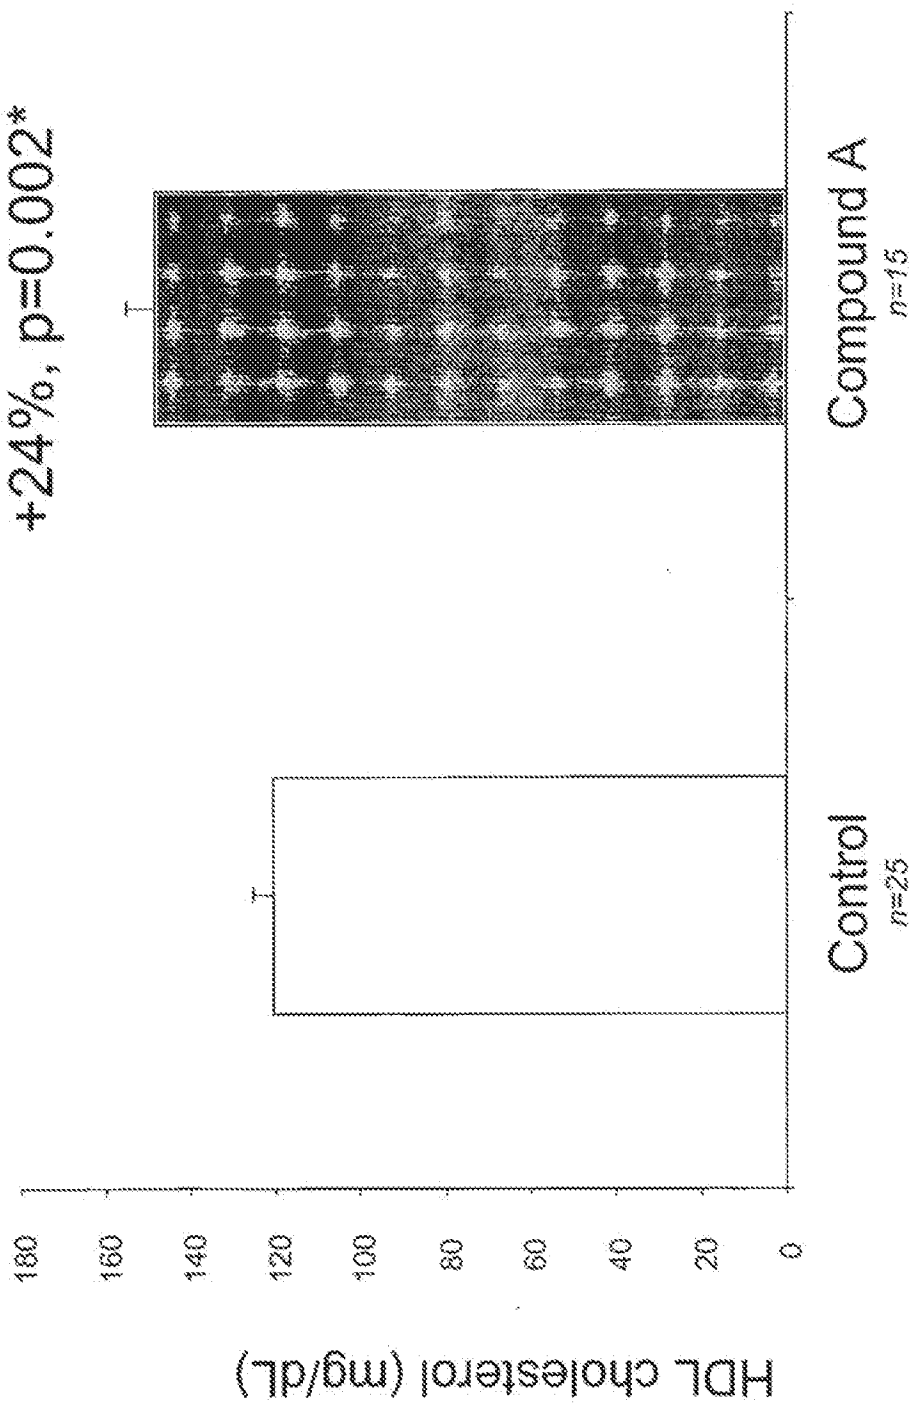 +24%, p=0.002*
HDL cholesterol (mg/dL)
180
160
140
120
100
80
60
40
20
0
Control
n=25
Compound A
n=15